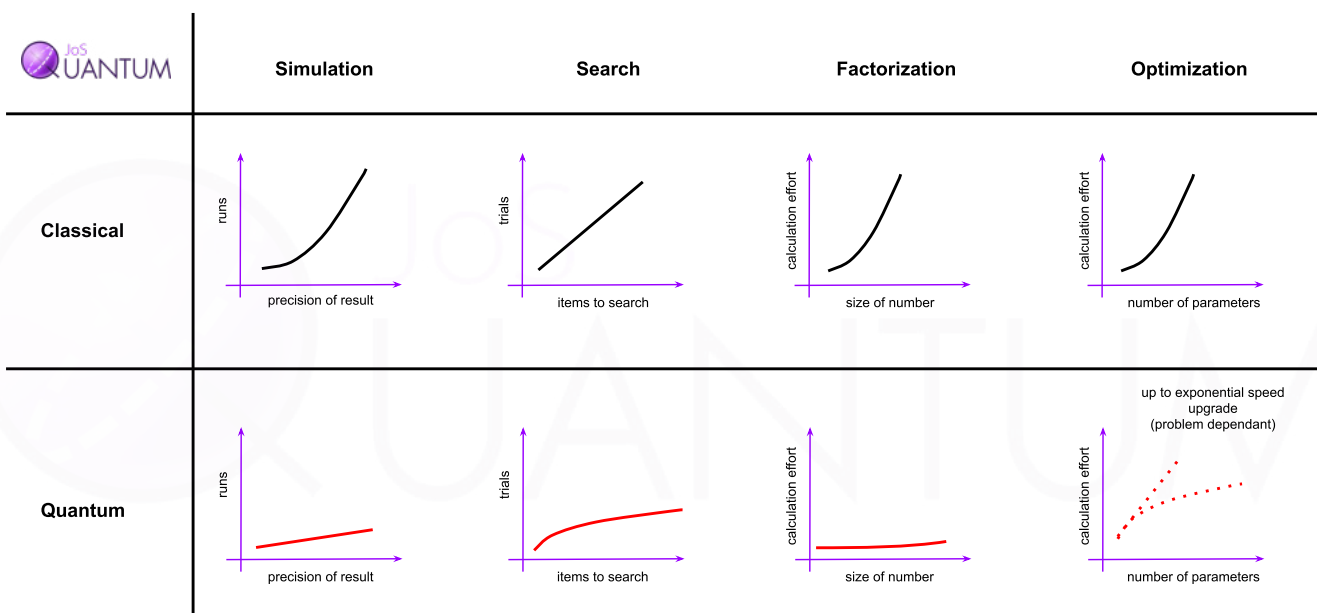 JoS
QUANTUM
Simulation
Search
Factorization
Optimization
Classical
runs
precision of result
trials
items to search
calculation effort
size of number
calculation effort
number of parameters
Quantum
runs
precision of result
trials
items to search
calculation effort
size of number
up to exponential speed
upgrade
(problem dependant)
calculation effort
number of parameters
JoS
QUANTUM